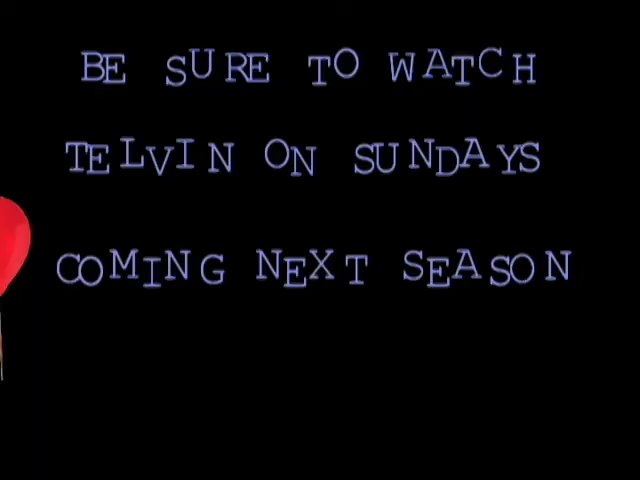 BE SURE TO WATCH
TELVIN ON SUNDAYS
COMING NEXT SEASON